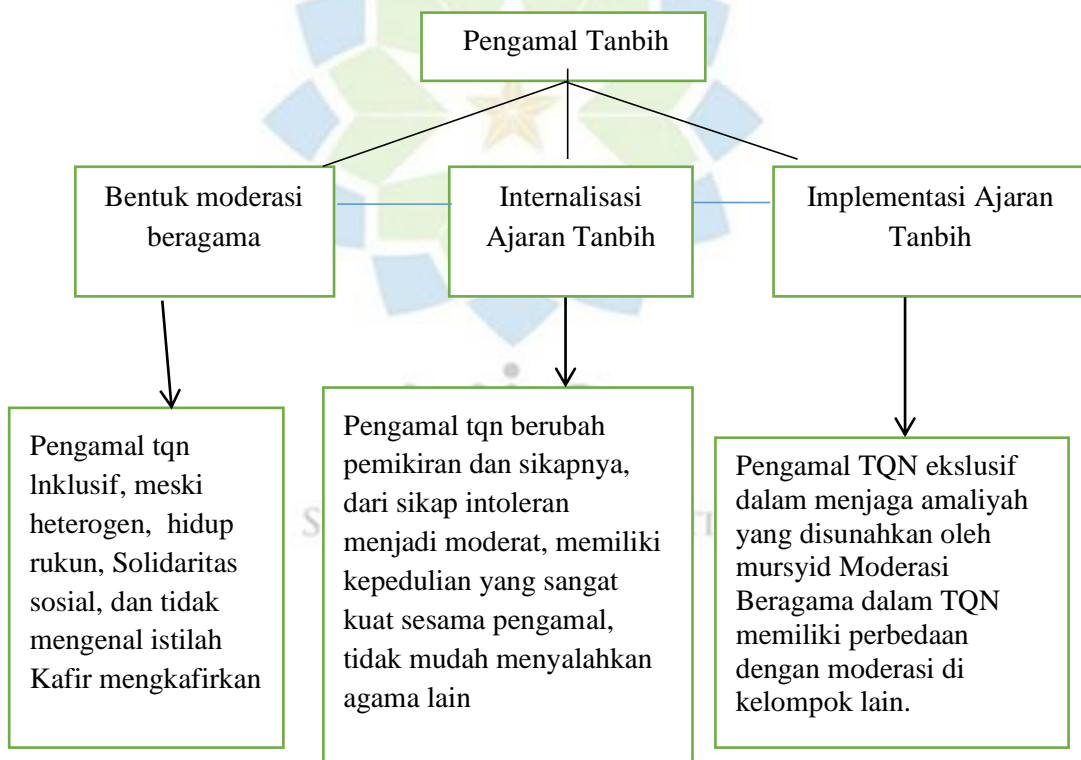 Pengamal Tanbih
Bentuk moderasi
beragama
Internalisasi
Ajaran Tanbih
Implementasi Ajaran
Tanbih
Pengamal tqn
lnklusif, meski
heterogen, hidup
rukun, Solidaritas
sosial, dan tidak
mengenal istilah
Kafir mengkafirkan
Pengamal tqn berubah
pemikiran dan sikapnya,
dari sikap intoleran
menjadi moderat, memiliki
kepedulian yang sangat
kuat sesama pengamal,
tidak mudah menyalahkan
agama lain
Pengamal TQN ekslusif
dalam menjaga amaliyah
yang disunahkan oleh
mursyid Moderasi
Beragama dalam TQN
memiliki perbedaan
dengan moderasi di
kelompok lain.